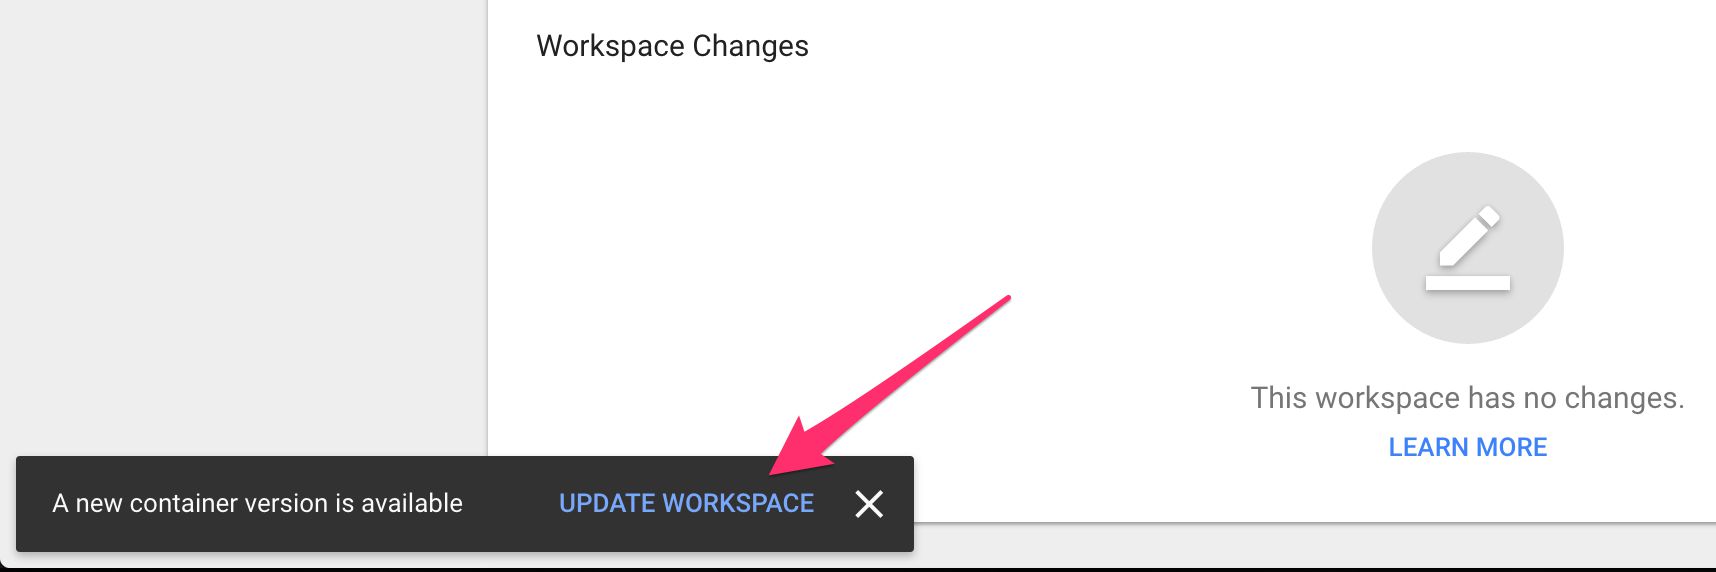 Workspace Changes
This workspace has no changes.
LEARN MORE
A new container version is available
UPDATE WORKSPACE